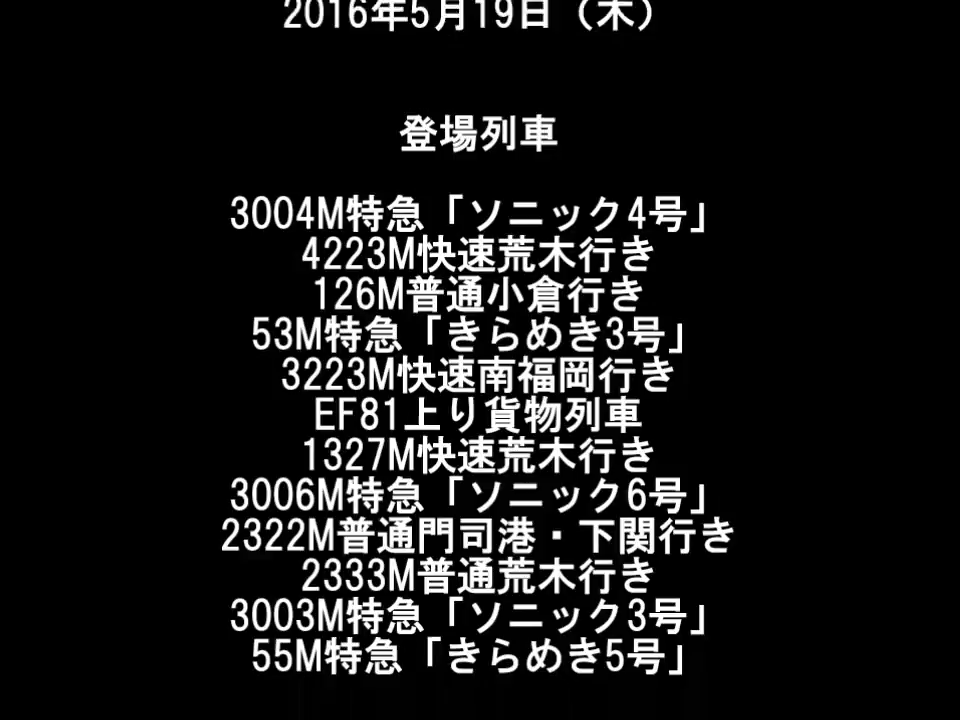 2016年5月19日（木）
登場列車
3004M特急「ソニック4号」
4223M快速荒木行き
126M普通小倉行き
53M特急「きらめき3号」
3223M快速南福岡行き
EF81上り貨物列車
1327M快速荒木行き
3006M特急「ソニック6号」
2322M普通門司港・下関行き
2333M普通荒木行き
3003M特急「ソニック3号」
55M特急「きらめき5号」